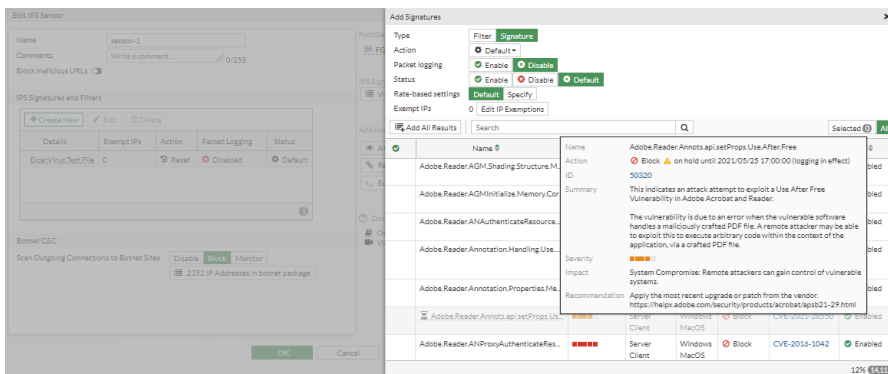 Edit IPS Sensor
Name sensor-1
Comments Write a comment... 0/255
Block malicious URLs
IPS Signatures and Filters
Create New Edit Delete
Details Exempt IPs Action Packet Logging Status
Eicar.Virus.Test.File 0 Reset Disabled Default
1
Botnet C&C
Scan Outgoing Connections to Botnet Sites Disable Block Monitor
2352 IP Addresses in botnet package.
OK Cancel
Add Signatures
Type Filter Signature
Action Default
Packet logging Enable Disable
Status Enable Disable Default
Rate-based settings Default Specify
Exempt IPs 0 Edit IP Exemptions
Add All Results Search Selected 0 All
Name
Adobe.Reader.AGM.Shading.Structure.M...
Adobe.Reader.AGMInitialize.Memory.Cor...
Adobe.Reader.ANAuthenticateResource...
Adobe.Reader.Annotation.Handling.Use...
Adobe.Reader.Annotation.Properties.Me...
Adobe.Reader.Annots.api.setProps.Us... Server Windows Block CVE-2021-28550 Enabled
Client MacOS
Adobe.Reader.ANProxyAuthenticateRes... Server Windows Block CVE-2016-1042 Enabled
Client MacOS
12%
Name Adobe.Reader.Annots.api.setProps.Use.After.Free
Action Block on hold until 2021/05/25 17:00:00 (logging in effect)
ID 50320
Summary This indicates an attack attempt to exploit a Use After Free
Vulnerability in Adobe Acrobat and Reader.
The vulnerability is due to an error when the vulnerable software
handles a maliciously crafted PDF file. A remote attacker may be able
to exploit this to execute arbitrary code within the context of the
application, via a crafted PDF file.
Severity
Impact System Compromise: Remote attackers can gain control of vulnerable
systems.
Recommendation Apply the most recent upgrade or patch from the vendor.
https://helpx.adobe.com/security/products/acrobat/apsb21-29.html